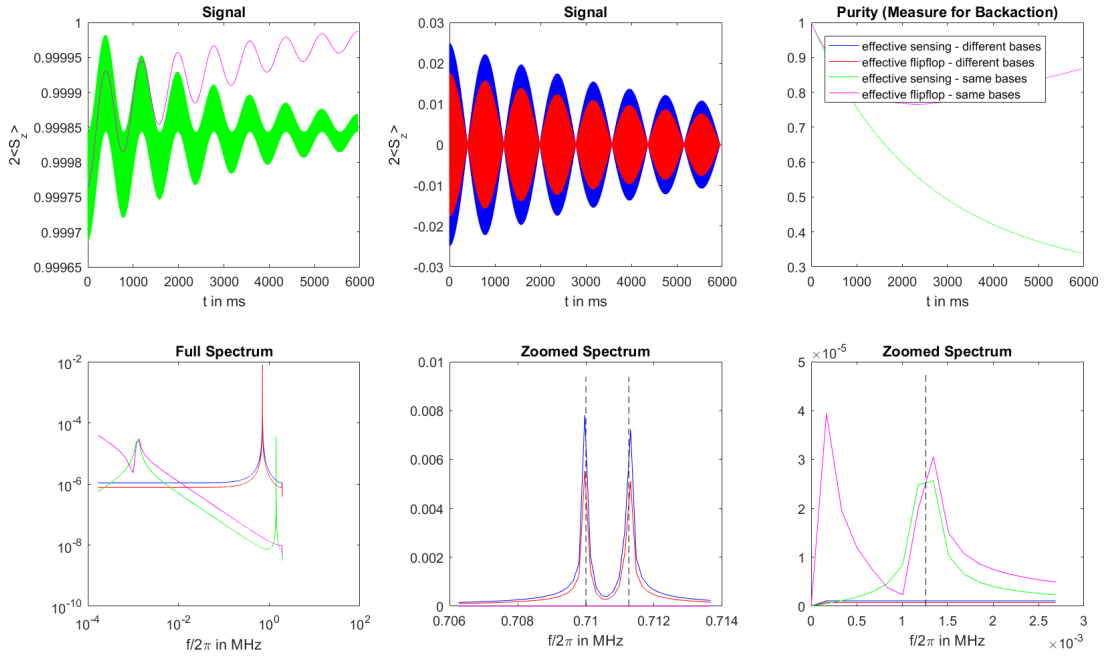 Signal
1
0.99995
0.9999
0.99985
0.9998
0.99975
0.9997
0.99965
2<S_z>
0 1000 2000 3000 4000 5000 6000
t in ms
Signal
0.03
0.02
0.01
0
-0.01
-0.02
-0.03
2<S_z>
0 1000 2000 3000 4000 5000 6000
t in ms
Purity (Measure for Backaction)
1
0.9
0.8
0.7
0.6
0.5
0.4
0.3
effective sensing - different bases
effective flipflop - different bases
effective sensing - same bases
effective flipflop - same bases
0 1000 2000 3000 4000 5000 6000
t in ms
Full Spectrum
10^-2
10^-4
10^-6
10^-8
10^-10
10^-4 10^-2 10^0 10^2
f/2π in MHz
Zoomed Spectrum
0.01
0.008
0.006
0.004
0.002
0
0.706 0.708 0.71 0.712 0.714
f/2π in MHz
Zoomed Spectrum
×10^-5
5
4
3
2
1
0
0 0.5 1 1.5 2 2.5 3
f/2π in MHz
×10^-3